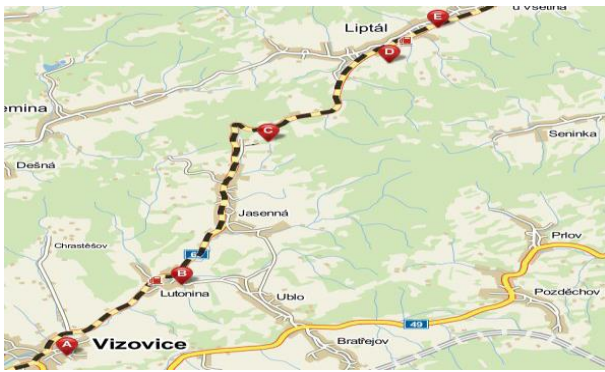 u Vsetína
E
Liptál
D
emina
C
Seninka
Dešná
Jasenná
Chrastěšov
Prlov
B
Lutonina
Ublo
Pozděchov
49
A
Vizovice
Bratřejov